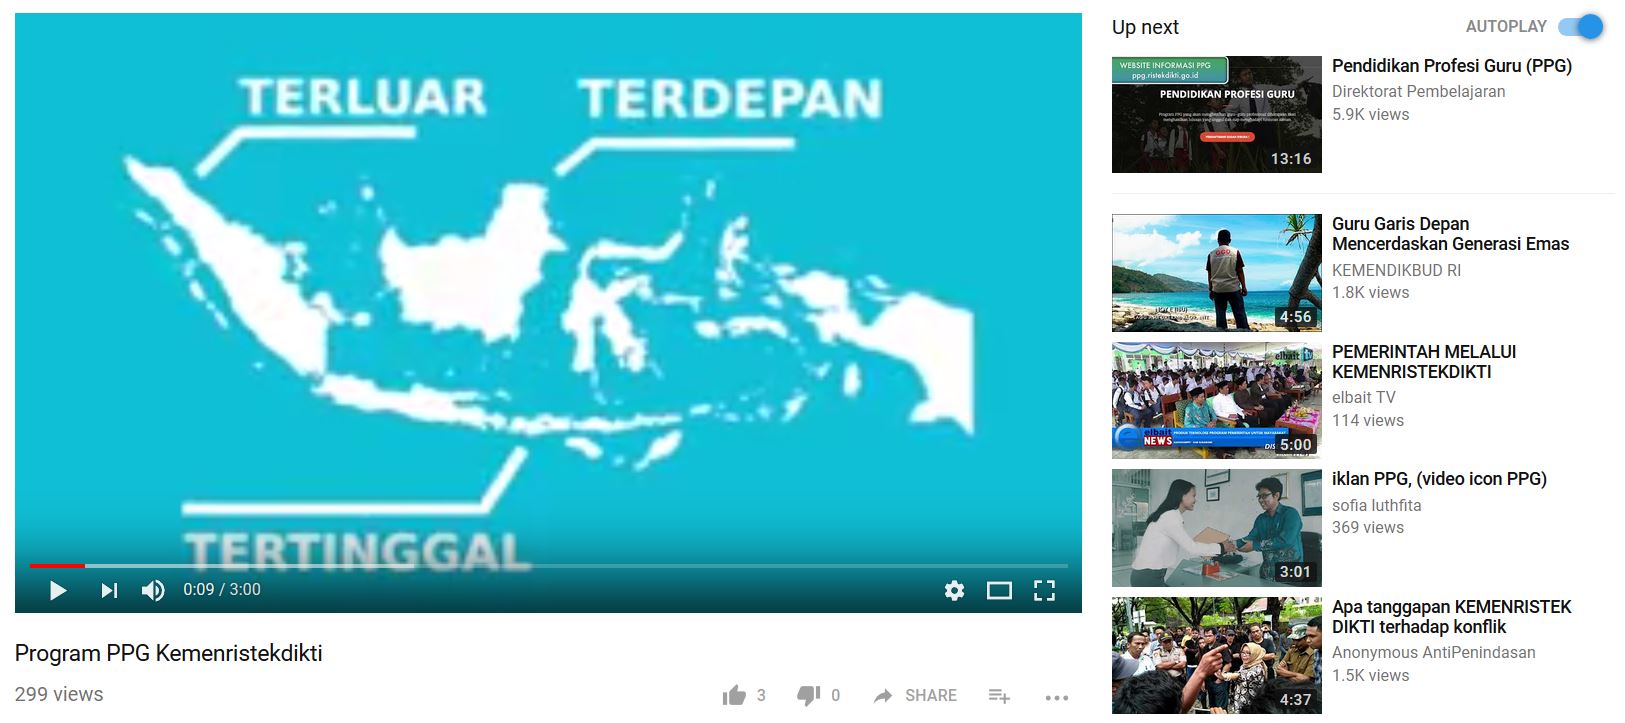 TERLUAR
TERDEPAN
TERTINGGAL
0:09 / 3:00
Program PPG Kemenristekdikti
299 views
3
0
SHARE
Up next
AUTOPLAY
WEBSITE INFORMASI PPG
ppg.ristekdikti.go.id
PENDIDIKAN PROFESI GURU
13:16
Pendidikan Profesi Guru (PPG)
Direktorat Pembelajaran
5.9K views
4:56
Guru Garis Depan
Mencerdaskan Generasi Emas
KEMENDIKBUD RI
1.8K views
elbait TV
elbait
NEWS
5:00
PEMERINTAH MELALUI
KEMENRISTEKDIKTI
elbait TV
114 views
3:01
iklan PPG, (video icon PPG)
sofia luthfita
369 views
4:37
Apa tanggapan KEMENRISTEK
DIKTI terhadap konflik
Anonymous AntiPenindasan
1.5K views